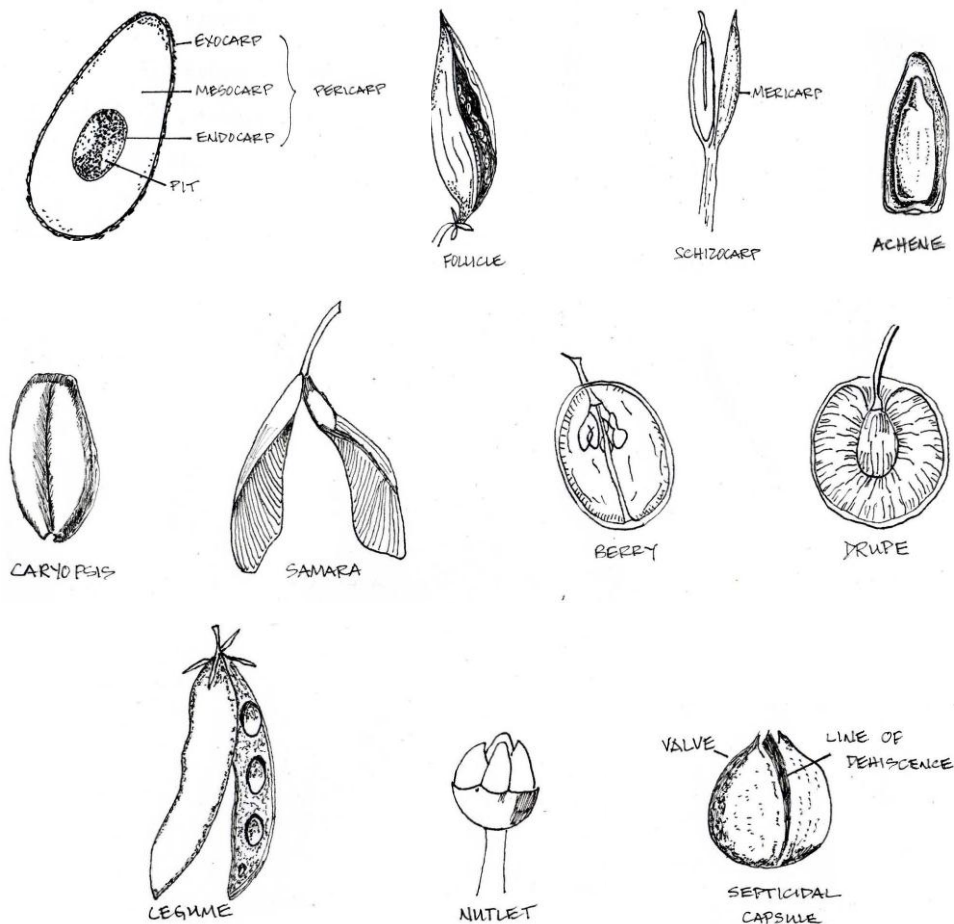 EXOCARP
MESOCARP
PERICARP
ENDOCARP
PIT
FOLLICLE
MERICARP
SCHIZOCARP
ACHENE
CARYOPSIS
SAMARA
BERRY
DRUPE
LEGUME
NUTLET
VALVE
LINE OF
DEHISCENCE
SEPTICIDAL
CAPSULE